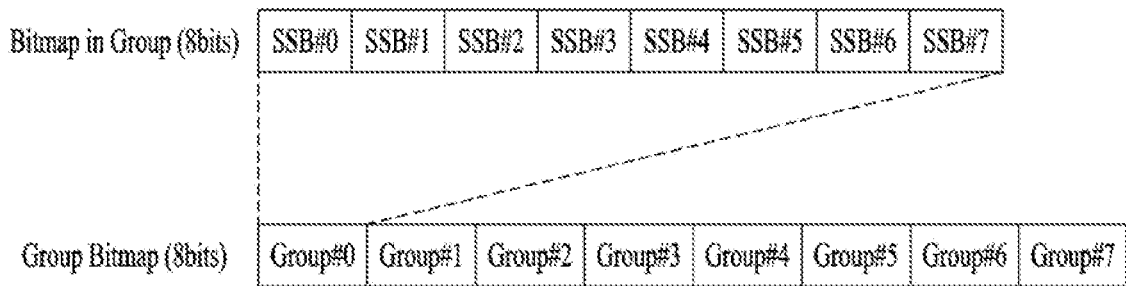 Bitmap in Group (8bits) SSB#0 SSB#1 SSB#2 SSB#3 SSB#4 SSB#5 SSB#6 SSB#7
Group Bitmap (8bits) Group#0 Group#1 Group#2 Group#3 Group#4 Group#5 Group#6 Group#7